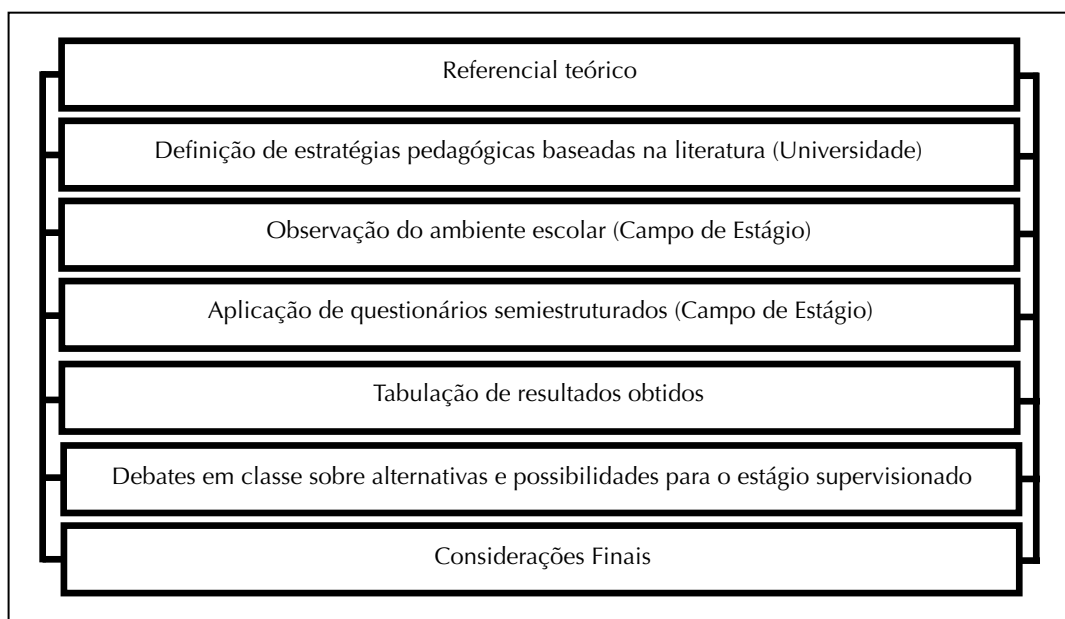 Referencial teórico
Definição de estratégias pedagógicas baseadas na literatura (Universidade)
Observação do ambiente escolar (Campo de Estágio)
Aplicação de questionários semiestruturados (Campo de Estágio)
Tabulação de resultados obtidos
Debates em classe sobre alternativas e possibilidades para o estágio supervisionado
Considerações Finais